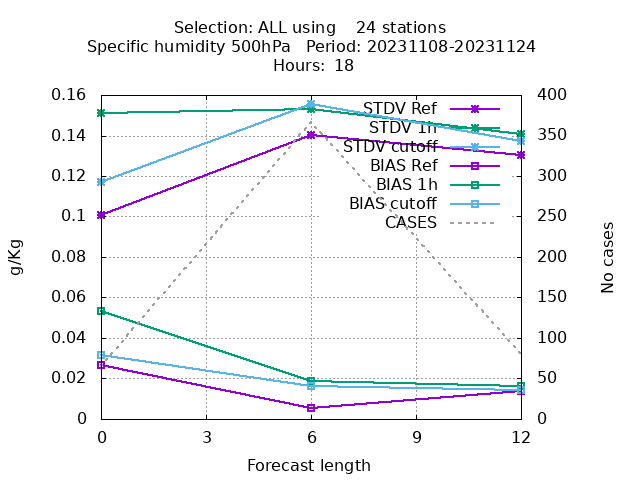 Selection: ALL using    24 stations
Specific humidity 500hPa   Period: 20231108-20231124
Hours: 18
0.16
0.14
0.12
0.1
0.08
0.06
0.04
0.02
0
400
350
300
250
200
150
100
50
0
STDV Ref
STDV 1h
STDV cutoff
BIAS Ref
BIAS 1h
BIAS cutoff
CASES
g/Kg
No cases
0 3 6 9 12
Forecast length